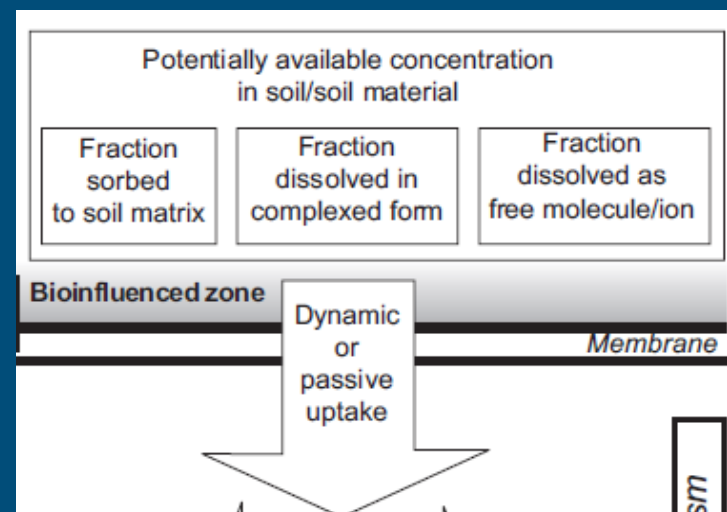 Potentially available concentration
in soil/soil material
Fraction
sorbed
to soil matrix
Fraction
dissolved in
complexed form
Fraction
dissolved as
free molecule/ion
Bioinfluenced zone
Dynamic
or
passive
uptake
Membrane